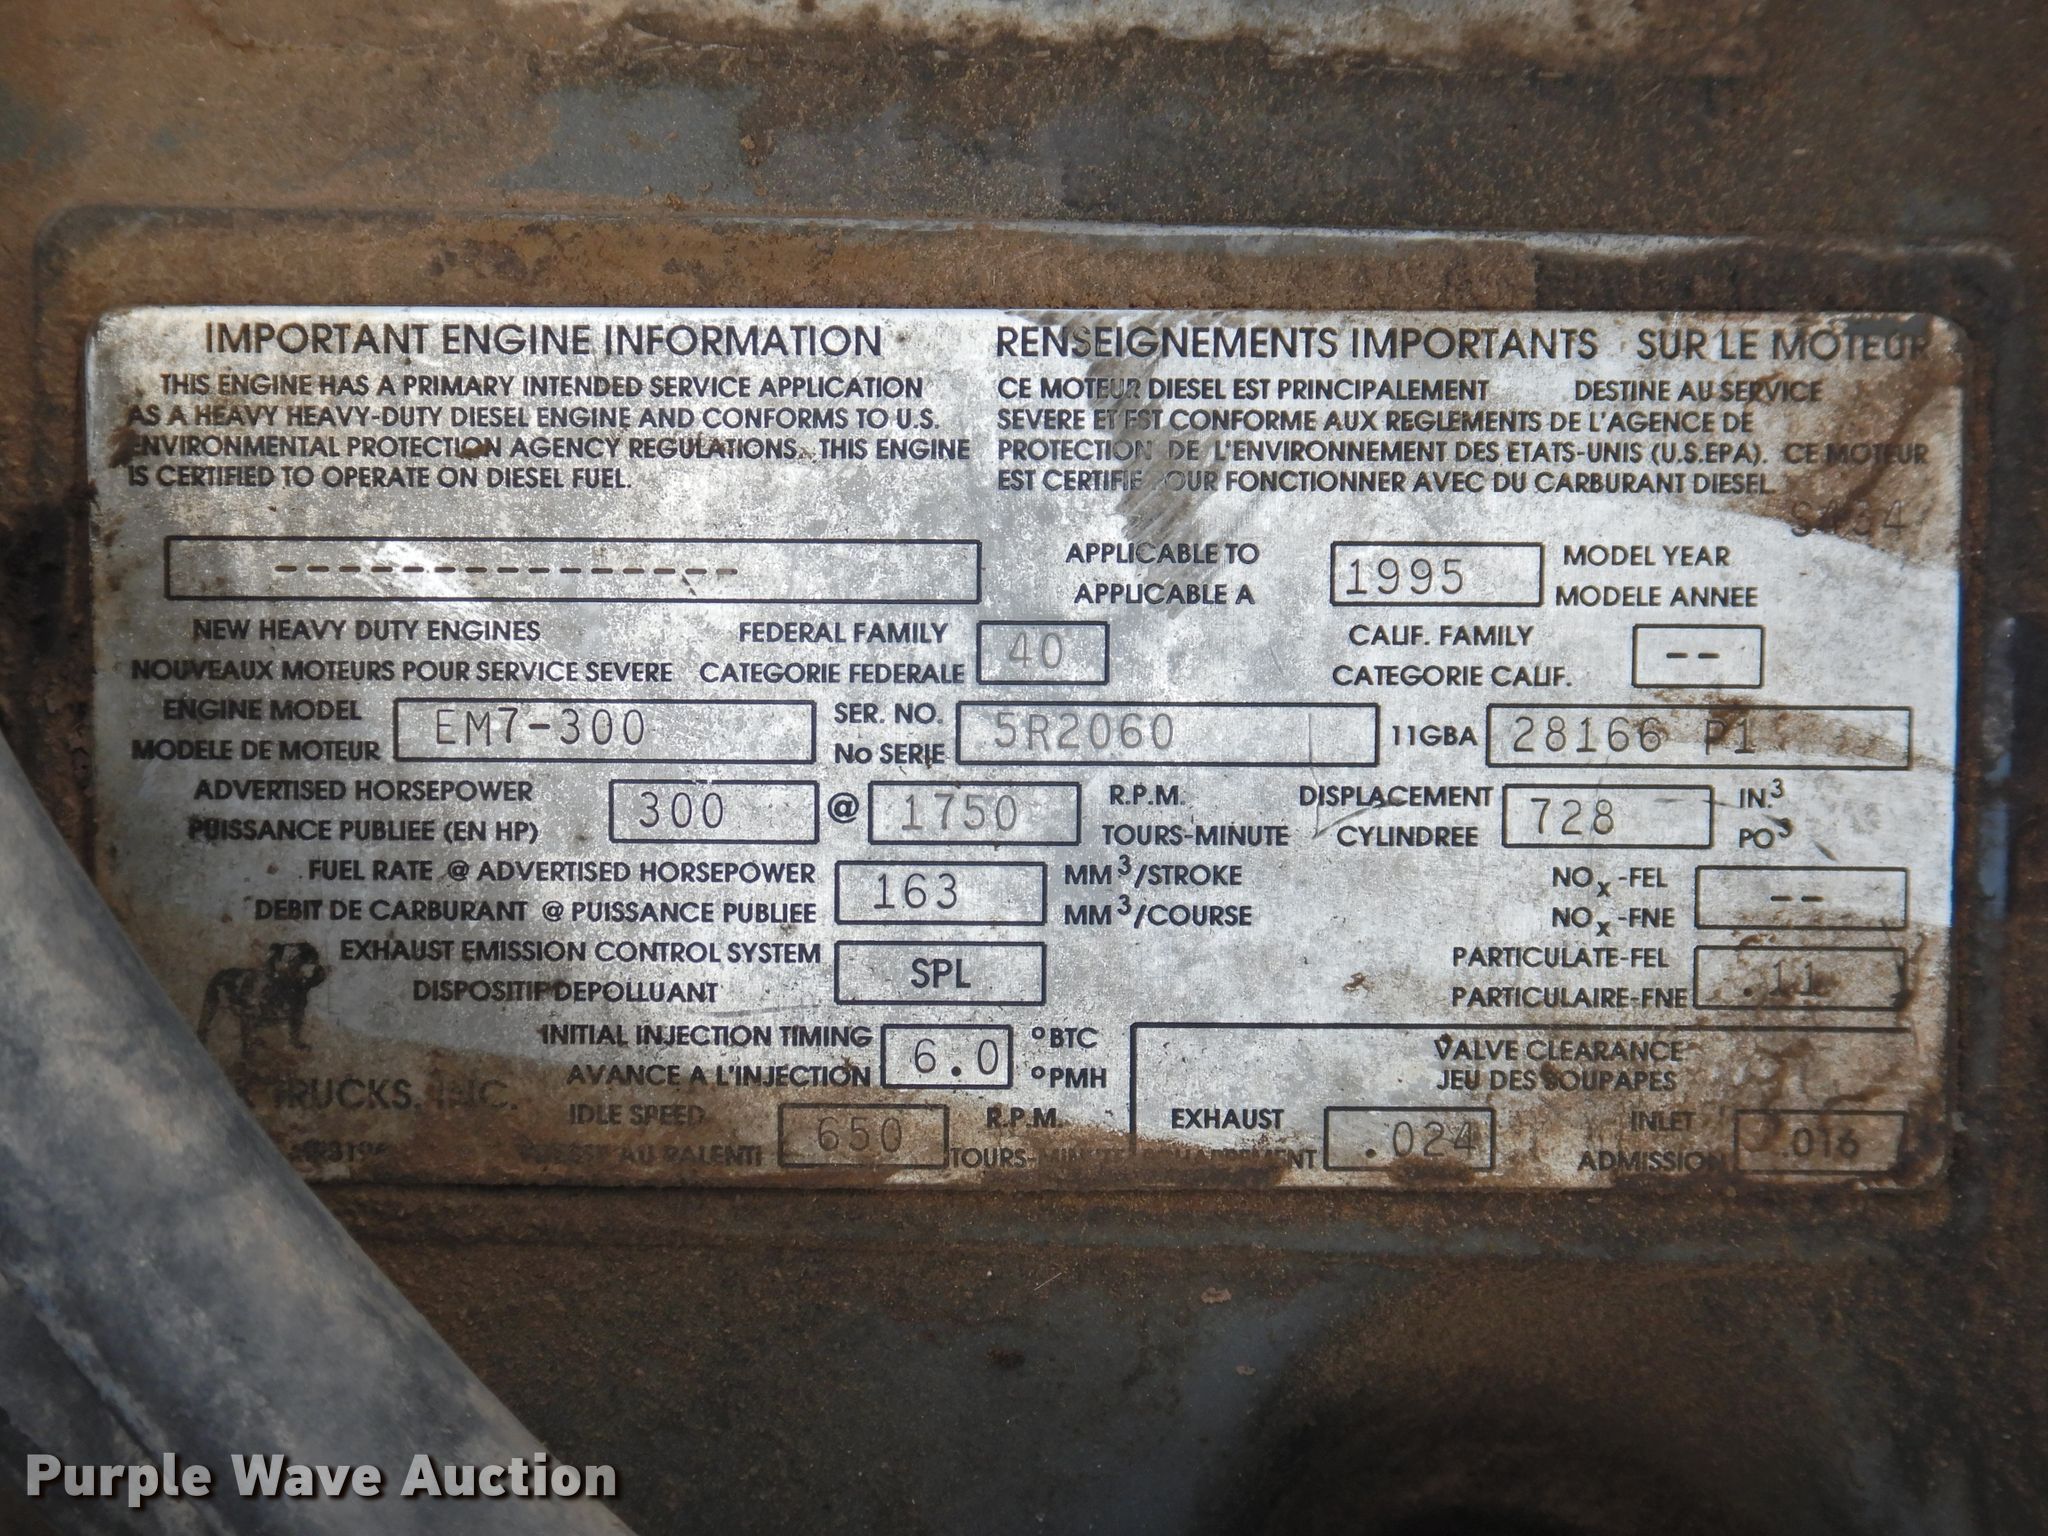 IMPORTANT ENGINE INFORMATION
THIS ENGINE HAS A PRIMARY INTENDED SERVICE APPLICATION
AS A HEAVY HEAVY-DUTY DIESEL ENGINE AND CONFORMS TO U.S.
ENVIRONMENTAL PROTECTION AGENCY REGULATIONS. THIS ENGINE
IS CERTIFIED TO OPERATE ON DIESEL FUEL.
RENSEIGNEMENTS IMPORTANTS SUR LE MOTEUR
CE MOTEUR DIESEL EST PRINCIPALEMENT DESTINE AU SERVICE
SEVERE ET EST CONFORME AUX REGLEMENTS DE L'AGENCE DE
PROTECTION DE L'ENVIRONNEMENT DES ETATS-UNIS (U.S.EPA). CE MOTEUR
EST CERTIFIE OUR FONCTIONNER AVEC DU CARBURANT DIESEL
---------------- APPLICABLE TO 1995 MODEL YEAR
APPLICABLE A MODELE ANNEE
NEW HEAVY DUTY ENGINES FEDERAL FAMILY 40 CALIF. FAMILY --
NOUVEAUX MOTEURS POUR SERVICE SEVERE CATEGORIE FEDERALE CATEGORIE CALIF.
ENGINE MODEL EM7-300 SER. NO. 5R2060 11GBA 28166 P1
MODELE DE MOTEUR No SERIE
ADVERTISED HORSEPOWER 300 @ 1750 R.P.M. DISPLACEMENT 728 IN.³
PUISSANCE PUBLIEE (EN HP) TOURS-MINUTE CYLINDREE PO³
FUEL RATE @ ADVERTISED HORSEPOWER 163 MM³/STROKE NOx-FEL --
DEBIT DE CARBURANT @ PUISSANCE PUBLIEE MM³/COURSE NOx-FNE
EXHAUST EMISSION CONTROL SYSTEM SPL PARTICULATE-FEL .11
DISPOSITIF DEPOLLUANT PARTICULAIRE-FNE
INITIAL INJECTION TIMING 6.0 °BTC VALVE CLEARANCE
AVANCE A L'INJECTION °PMH JEU DES SOUPAPES
TRUCKS, INC. IDLE SPEED 650 R.P.M. EXHAUST .024 INLET .016
AU RALENTI TOURS-MINUTE ECHAPPEMENT ADMISSION
Purple Wave Auction